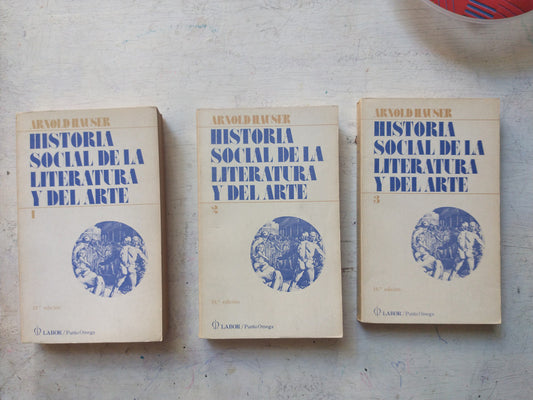 ARNOLD HAUSER
HISTORIA
SOCIAL DE LA
LITERATURA
Y DEL ARTE
1
LABOR / Punto Omega
ARNOLD HAUSER
HISTORIA
SOCIAL DE LA
LITERATURA
Y DEL ARTE
2
LABOR / Punto Omega
ARNOLD HAUSER
HISTORIA
SOCIAL DE LA
LITERATURA
Y DEL ARTE
3
LABOR / Punto Omega